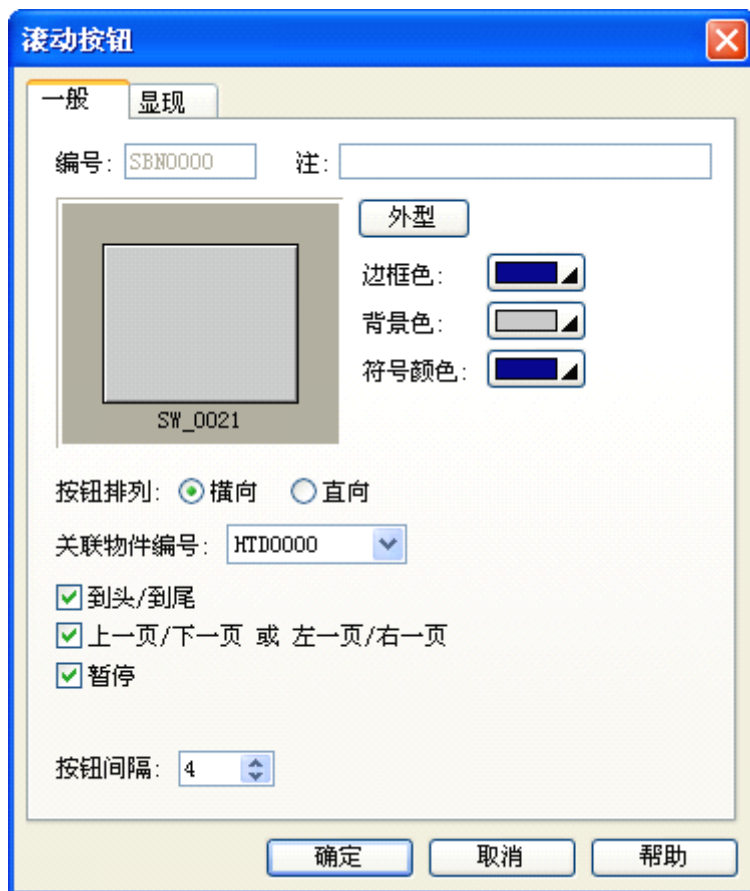 滚动按钮
一般 显现
编号: SBN0000 注:
外型
边框色:
背景色:
符号颜色:
SW_0021
按钮排列: 横向 直向
关联物件编号: HTD0000
到头/到尾
上一页/下一页 或 左一页/右一页
暂停
按钮间隔: 4
确定 取消 帮助